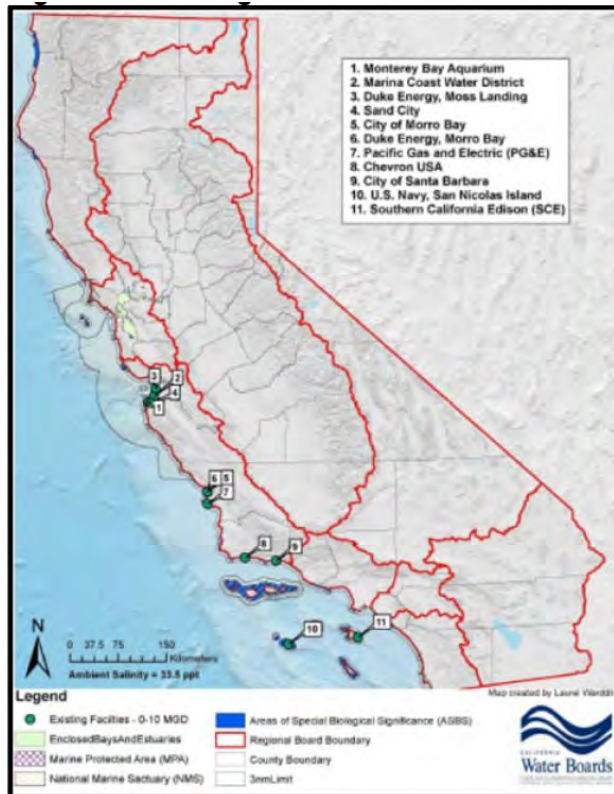 1. Monterey Bay Aquarium
2. Marina Coast Water District
3. Duke Energy, Moss Landing
4. Sand City
5. City of Morro Bay
6. Duke Energy, Morro Bay
7. Pacific Gas and Electric (PG&E)
8. Chevron USA
9. City of Santa Barbara
10. U.S. Navy, San Nicolas Island
11. Southern California Edison (SCE)
3 2
4
1
6 5
7
8 9
11
10
N
0 37.5 75 150
Kilometers
Ambient Salinity = 33.5 ppt
Map created by Laurel
Legend
Existing Facilties - 0-10 MGD
EnclosedBaysAndEstuaries
Marine Protected Area (MPA)
National Marine Sactuary (NMS)
Areas of Special Biological Significance (ASBS)
Regional Board Boundary
County Boundary
3nmLimit
CALIFORNIA
Water Boards